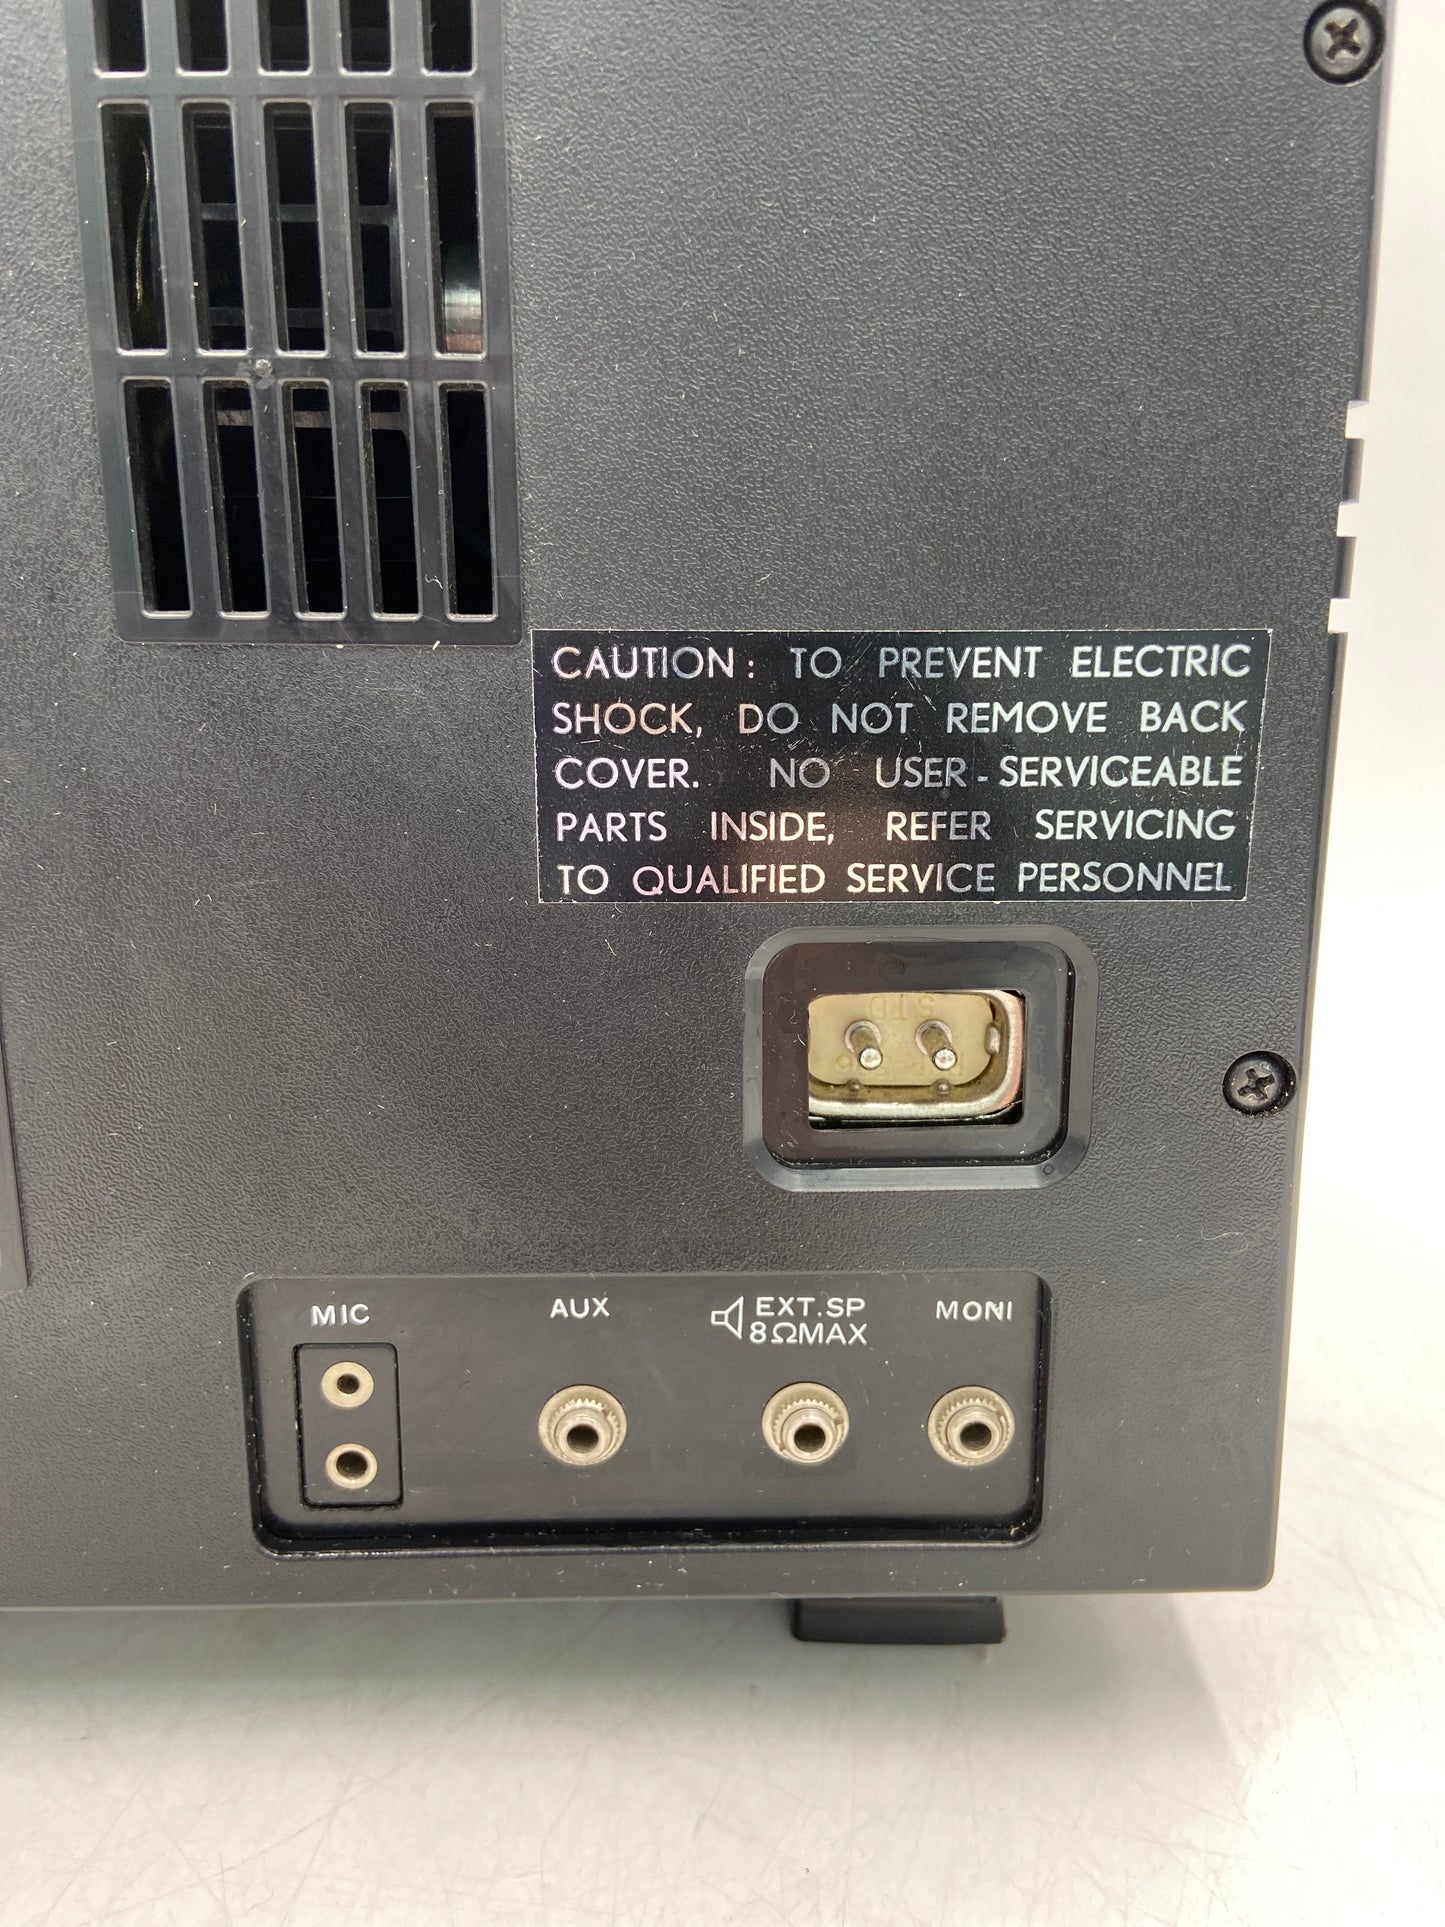 CAUTION: TO PREVENT ELECTRIC
SHOCK, DO NOT REMOVE BACK
COVER. NO USER-SERVICEABLE
PARTS INSIDE, REFER SERVICING
TO QUALIFIED SERVICE PERSONNEL
STD
MIC
AUX
EXT.SP
8ΩMAX
MONI